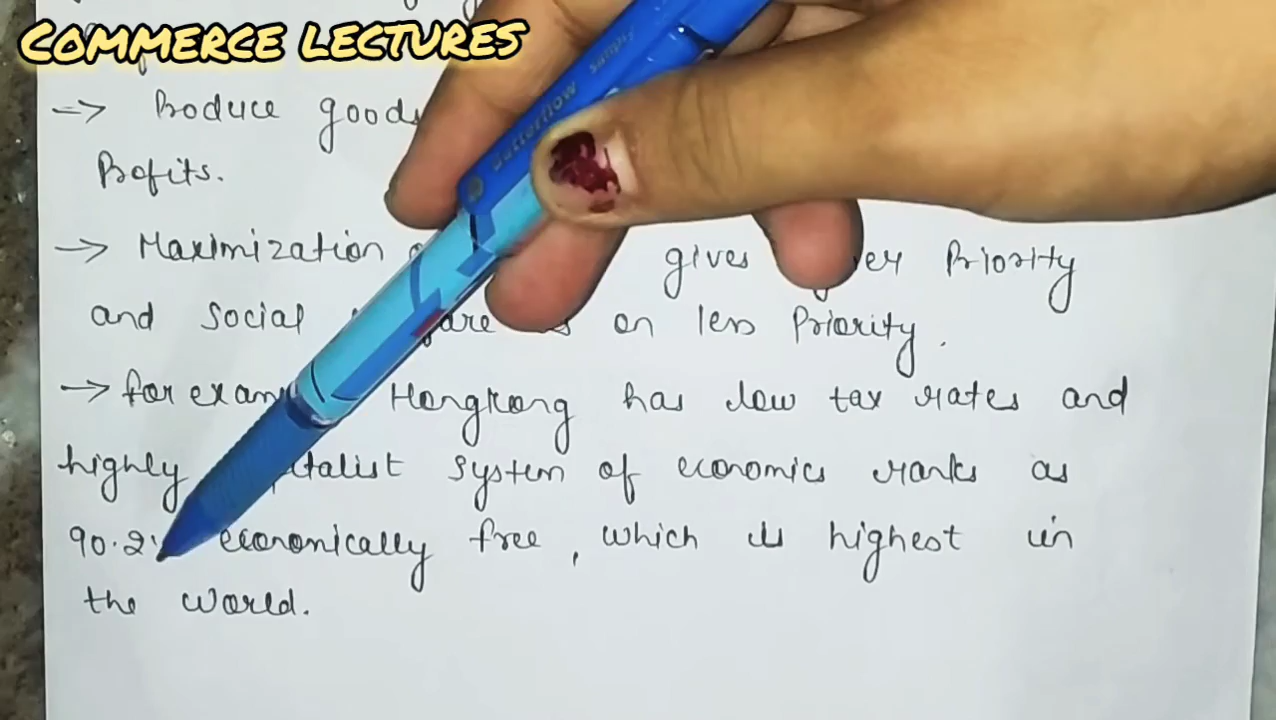 COMMERCE LECTURES
→ Produce goods
Profits.
→ Maximization gives priority
and social on less priority.
→ for Hongkong has low tax rates and
highly system of economics ranks as
90.2 economically free, which is highest in
the world.
Butterflow